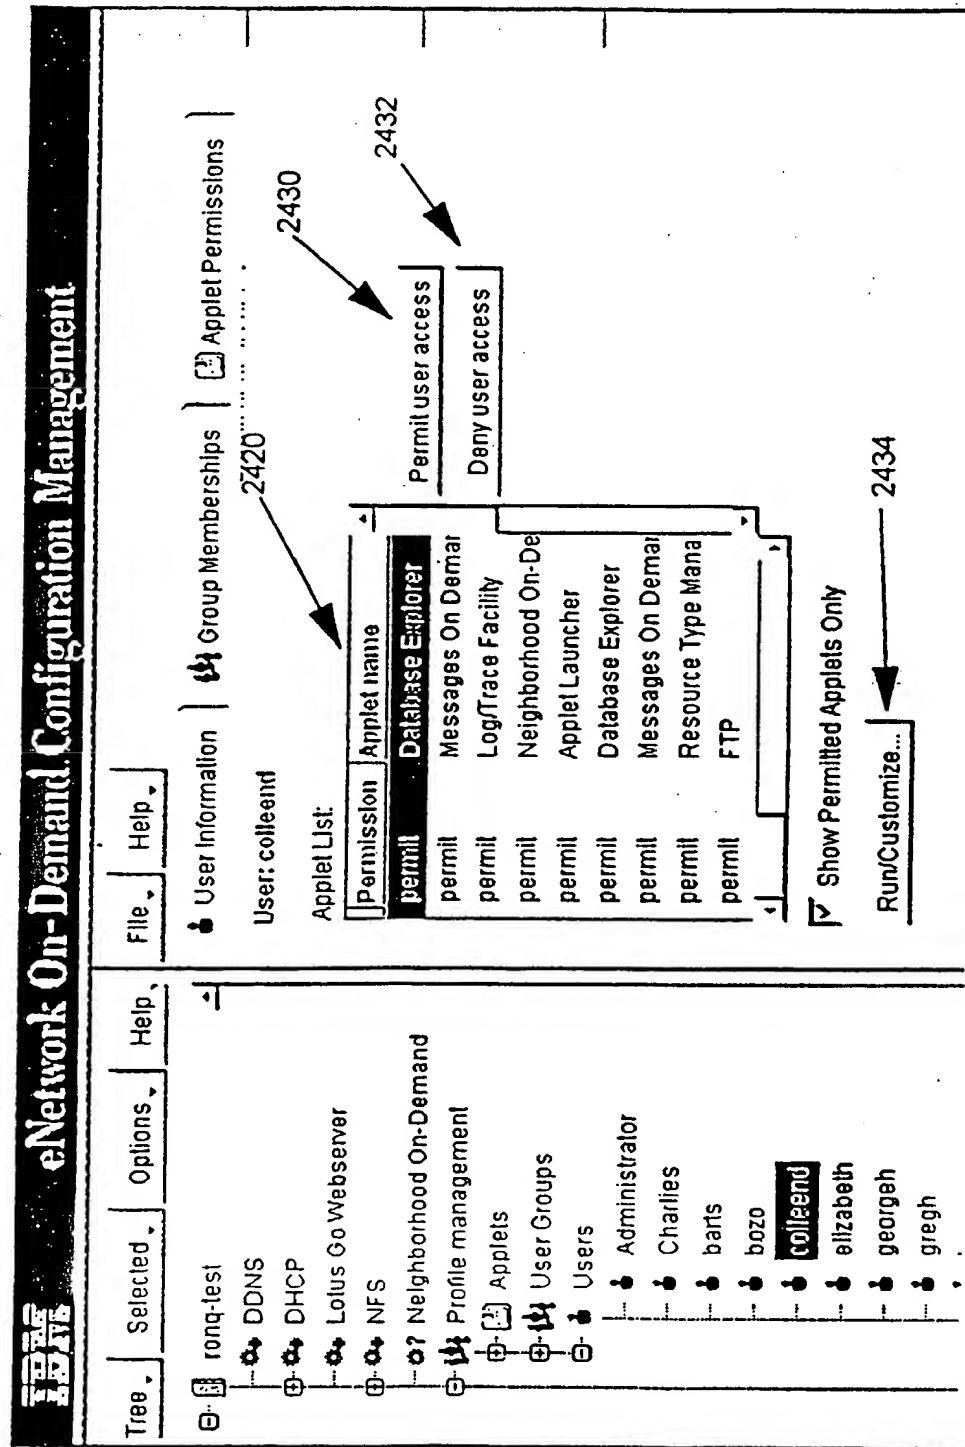 IBM eNetwork On-Demand Configuration Management
Tree Selected Options Help
File Help
ronq-test
DDNS
DHCP
Lotus Go Webserver
NFS
Neighborhood On-Demand
Profile management
Applets
User Groups
Users
Administrator
Charlies
barts
bozo
colleend
elizabeth
georgeh
gregh
User Information Group Memberships Applet Permissions
User: colleend
Applet List:
2420
Permission Applet name
permit Database Explorer
permit Messages On Demar
permit Log/Trace Facility
permit Neighborhood On-De
permit Applet Launcher
permit Database Explorer
permit Messages On Demar
permit Resource Type Mana
permit FTP
Permit user access
2430
Deny user access
2432
Show Permitted Applets Only
Run/Customize...
2434